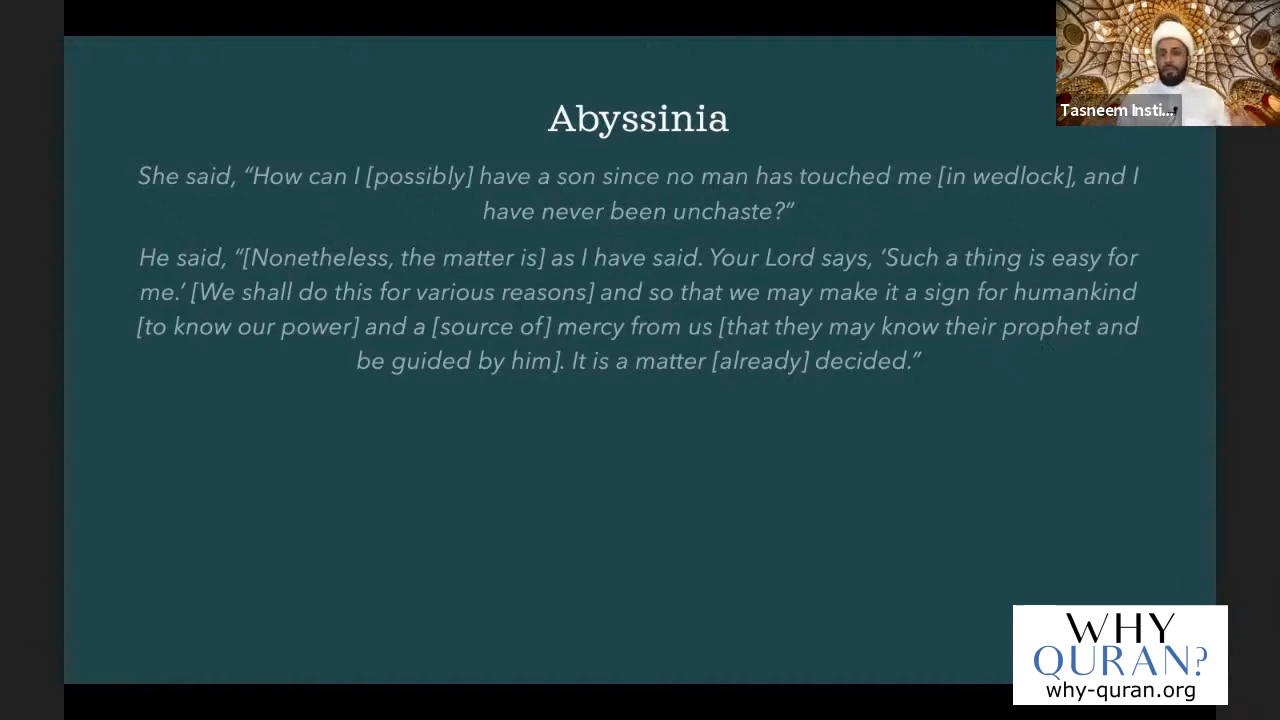 Abyssinia
She said, “How can I [possibly] have a son since no man has touched me [in wedlock], and I
have never been unchaste?”
He said, “[Nonetheless, the matter is] as I have said. Your Lord says, ‘Such a thing is easy for
me.’ [We shall do this for various reasons] and so that we may make it a sign for humankind
[to know our power] and a [source of] mercy from us [that they may know their prophet and
be guided by him]. It is a matter [already] decided.”
Tasneem Insti...
WHY
QURAN?
why-quran.org